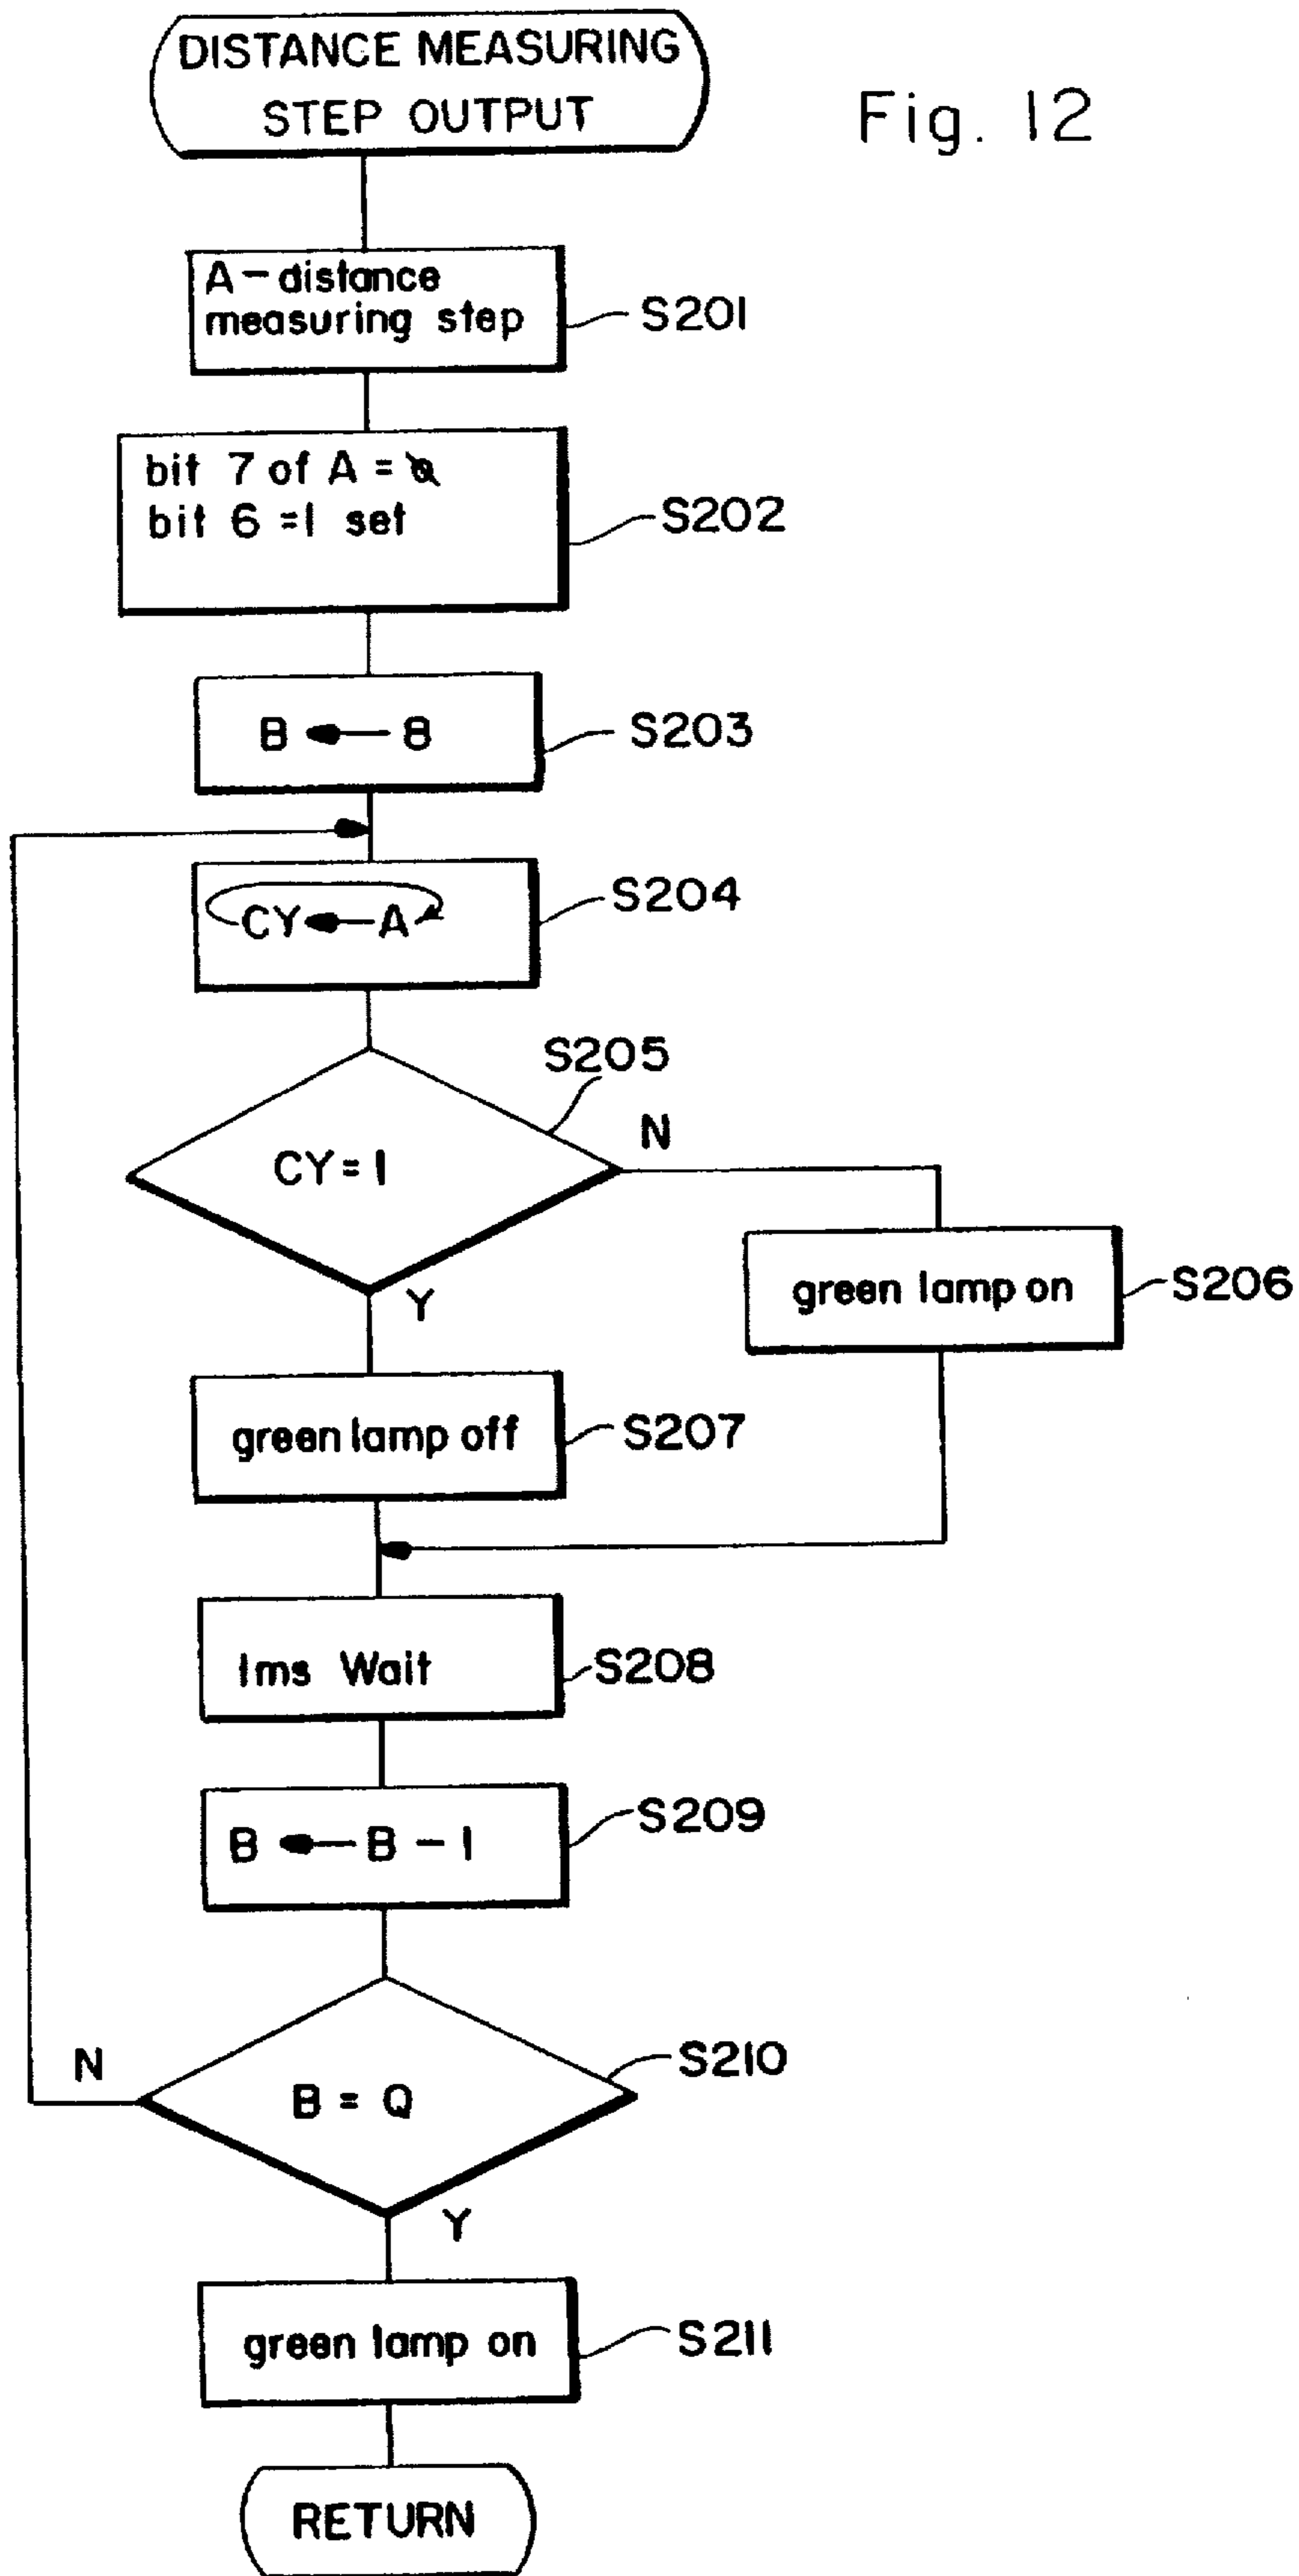 DISTANCE MEASURING
STEP OUTPUT
Fig. 12
A - distance
measuring step
S201
bit 7 of A = 0
bit 6 = 1 set
S202
B ← 8
S203
CY ← A
S204
S205
CY = 1
N
Y
green lamp on
S206
green lamp off
S207
1ms Wait
S208
B ← B - 1
S209
B = Q
S210
N
Y
green lamp on
S211
RETURN